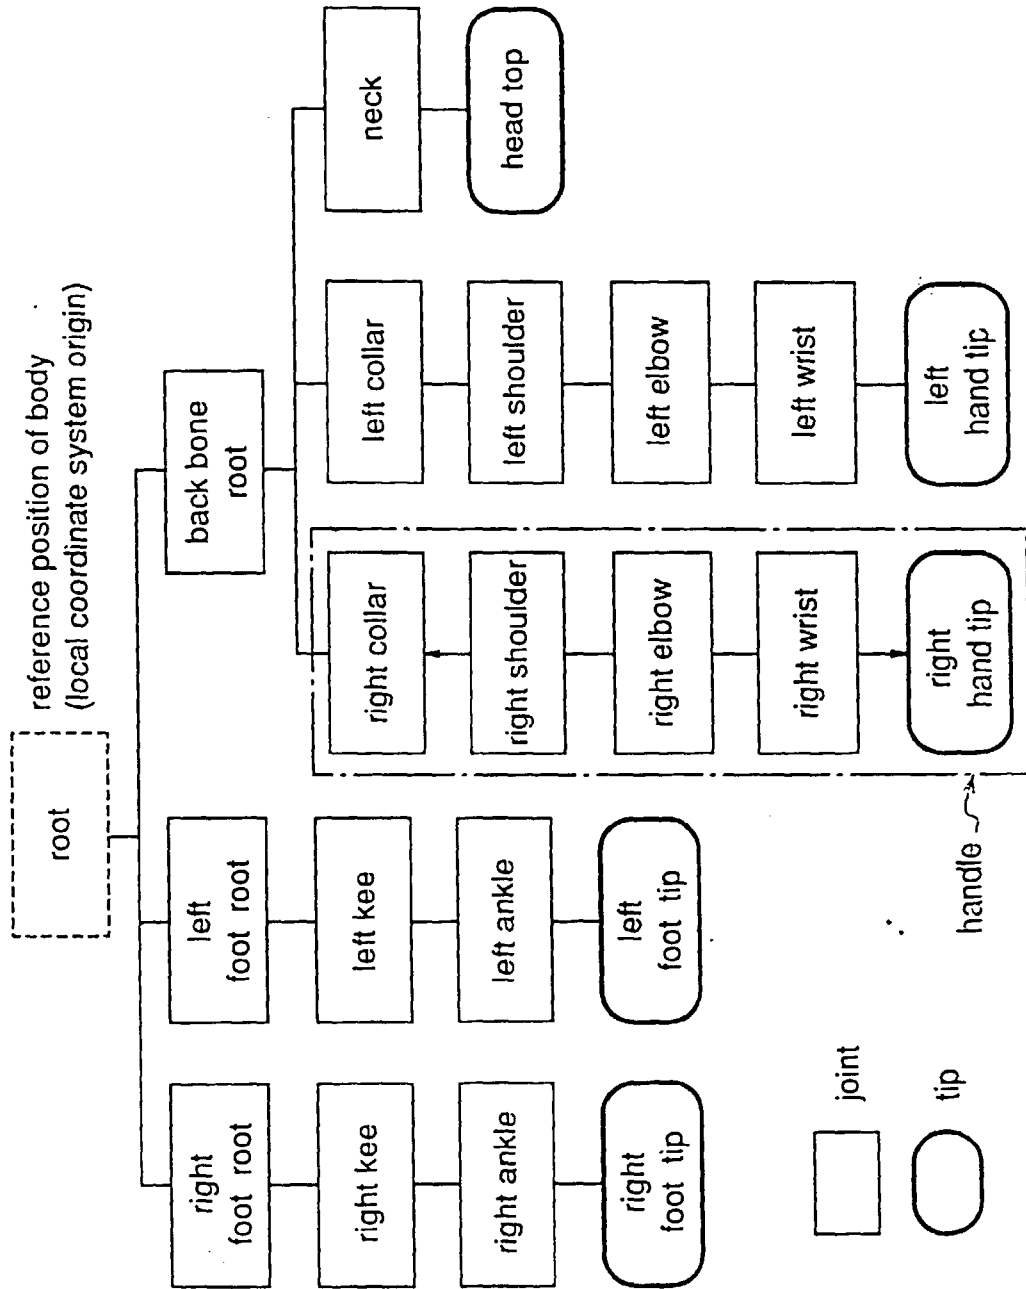 reference position of body
(local coordinate system origin)
root
right
foot root
left
foot root
back bone
root
right kee
left kee
right collar
left collar
neck
right ankle
left ankle
right shoulder
left shoulder
head top
right
foot tip
left
foot tip
right elbow
left elbow
right wrist
left wrist
right
hand tip
left
hand tip
handle
joint
tip